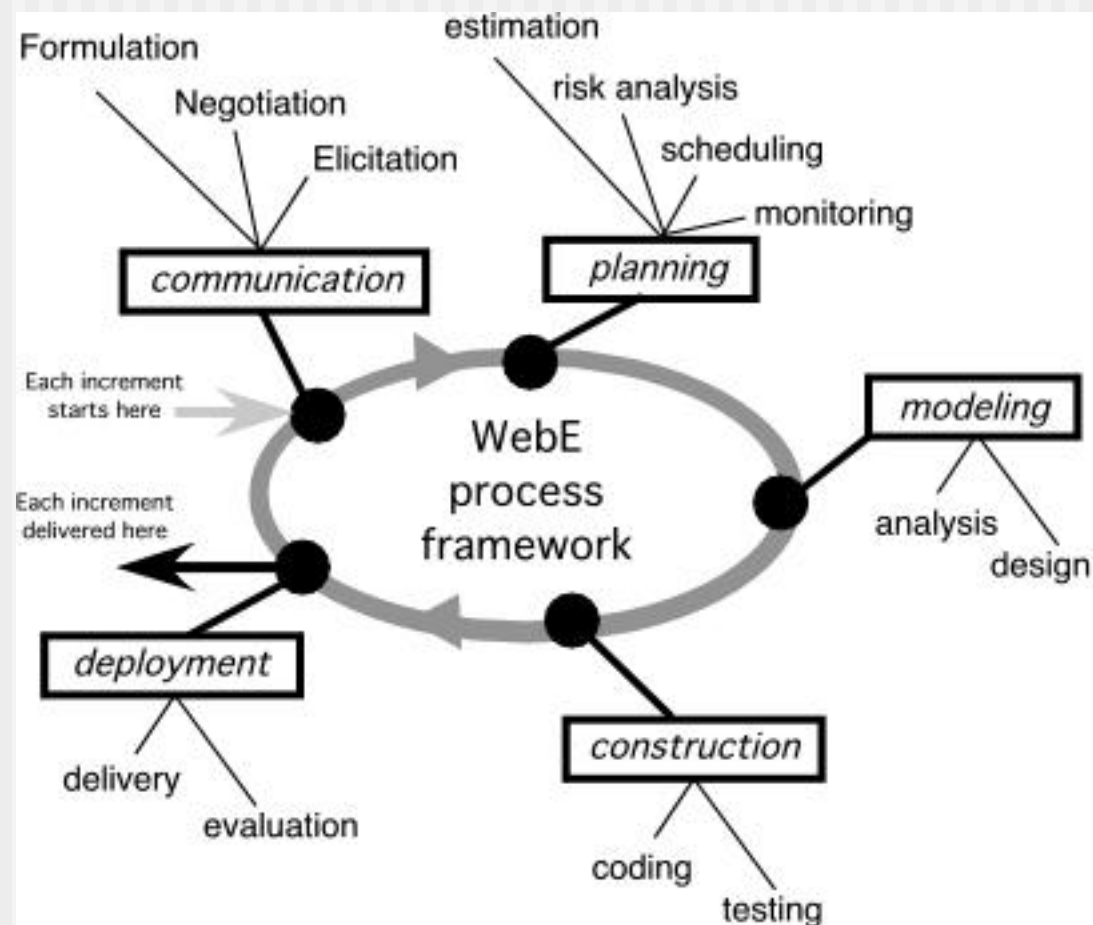 Formulation
Negotiation
Elicitation
communication
estimation
risk analysis
scheduling
monitoring
planning
Each increment
starts here
WebE
process
framework
modeling
analysis
design
Each increment
delivered here
deployment
delivery
evaluation
construction
coding
testing